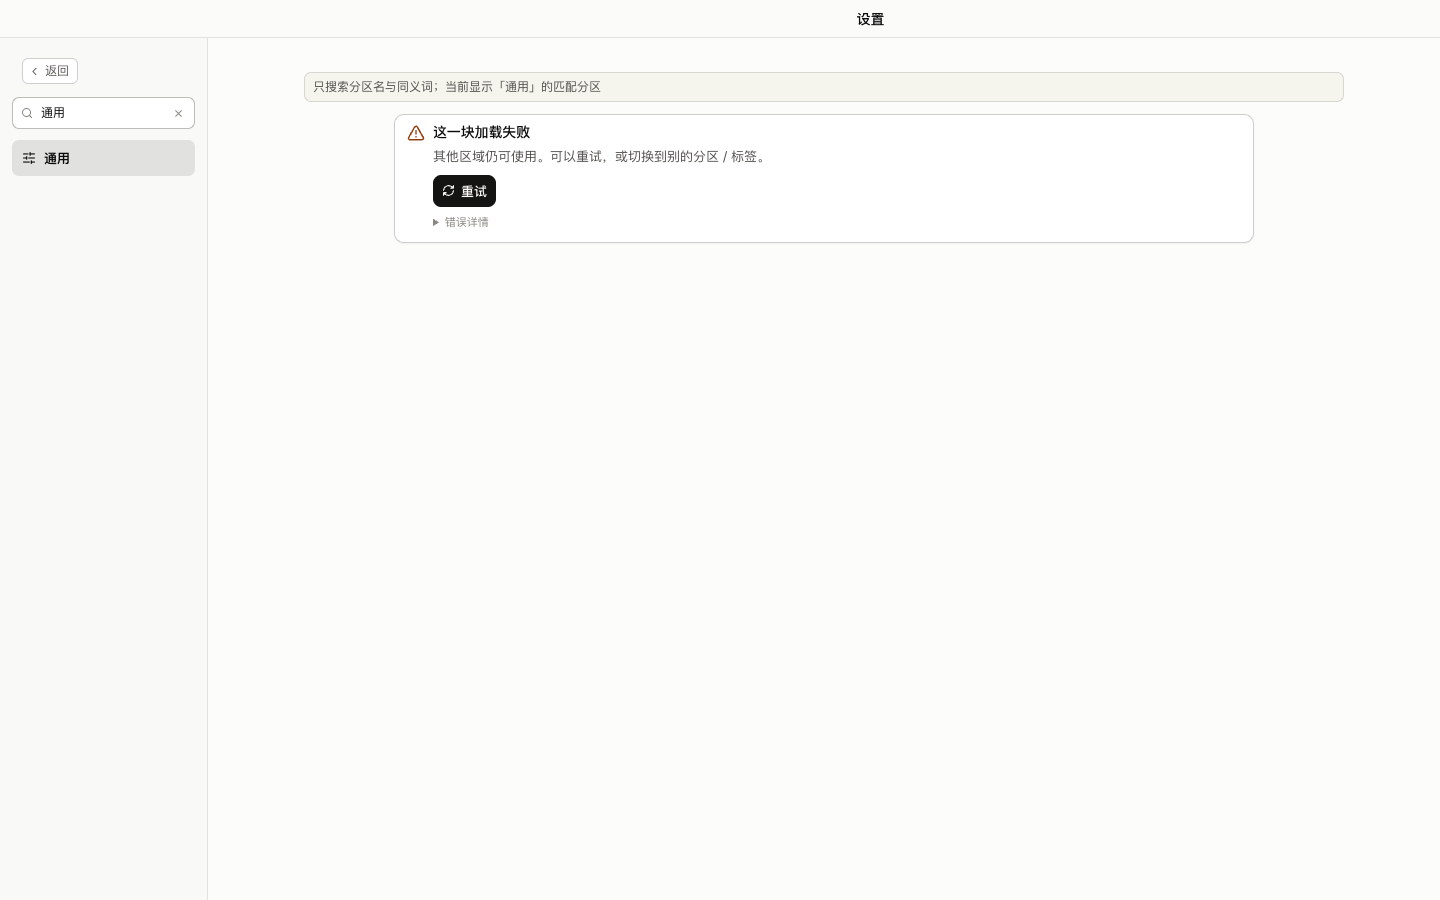 设置
返回
通用
通用
只搜索分区名与同义词；当前显示「通用」的匹配分区
这一块加载失败
其他区域仍可使用。可以重试，或切换到别的分区 / 标签。
重试
错误详情